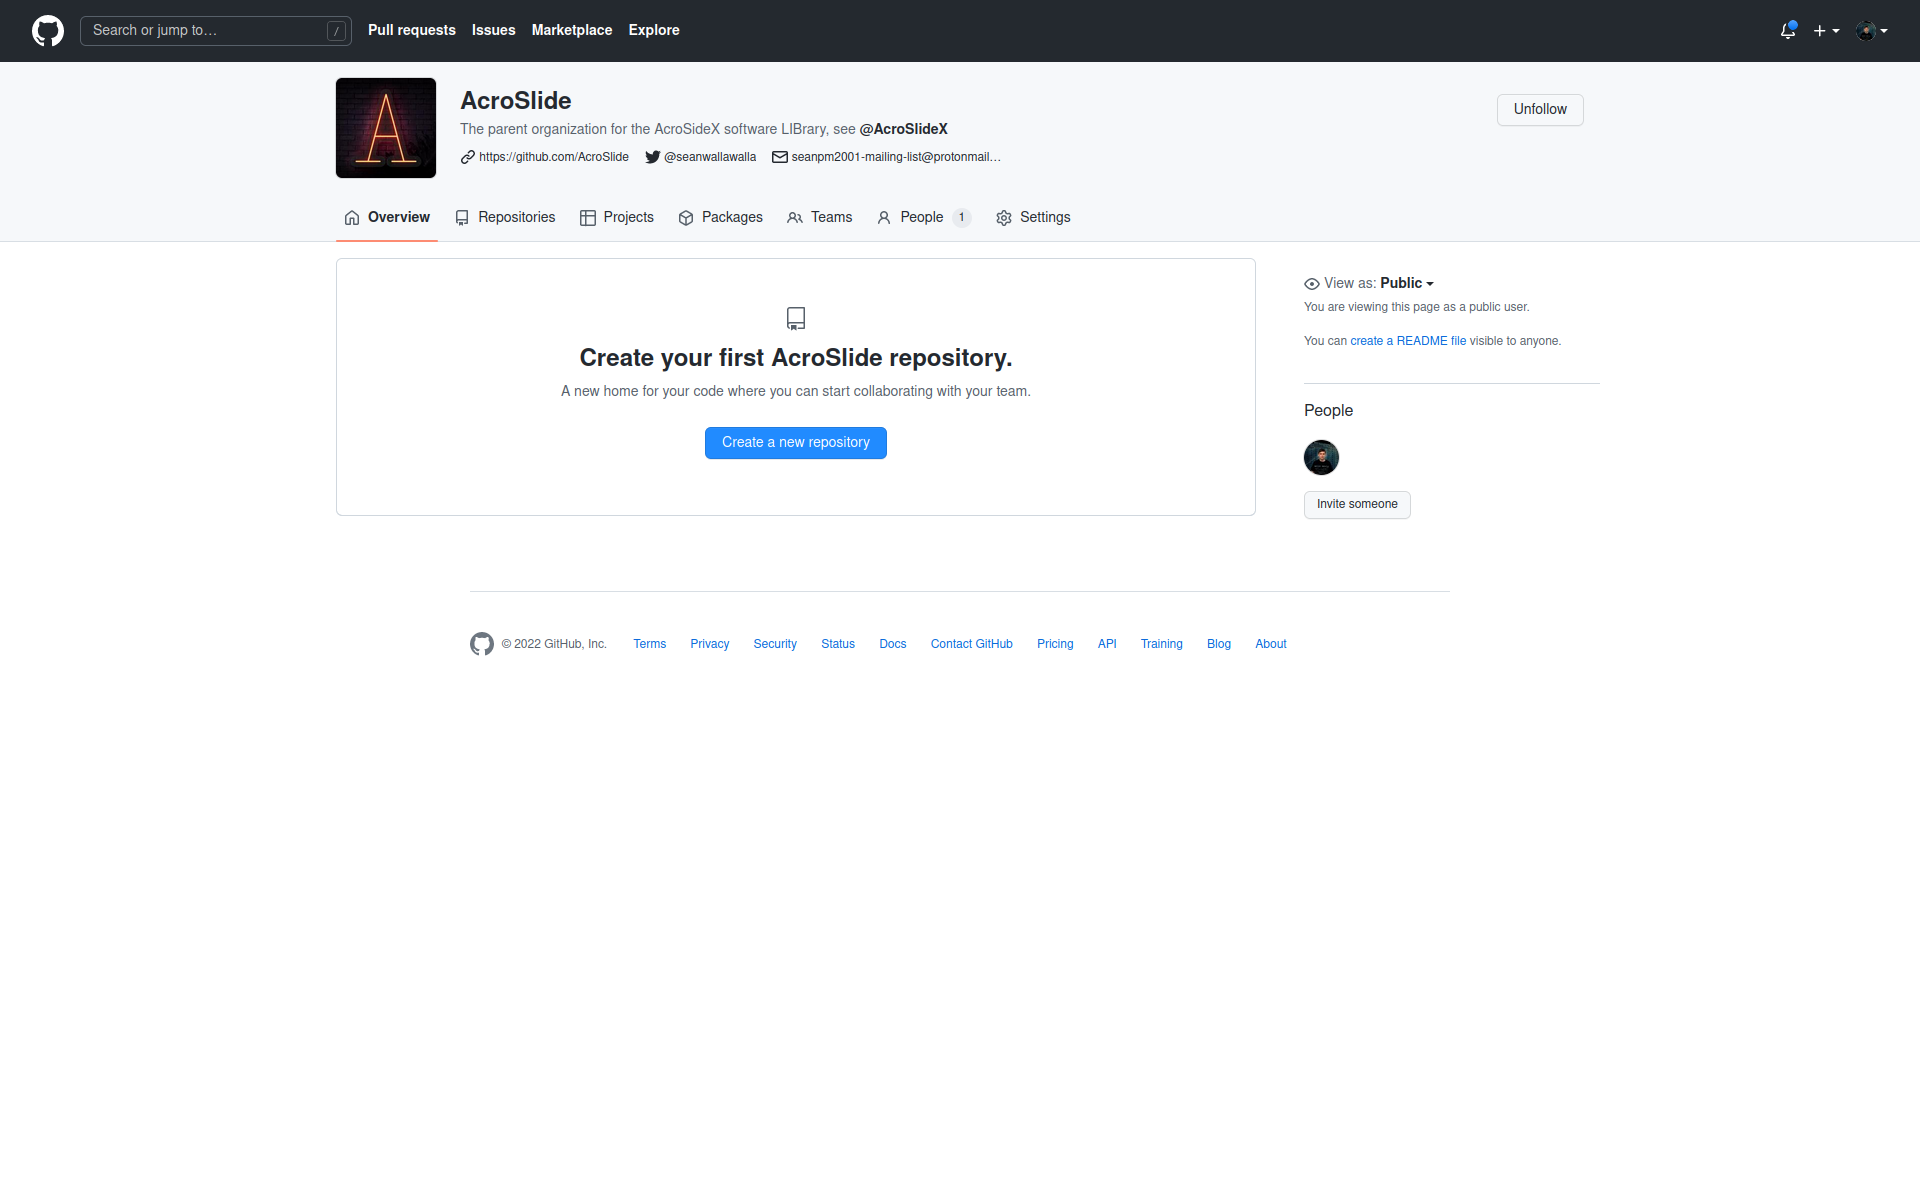 Search or jump to… /
Pull requests Issues Marketplace Explore
AcroSlide
Unfollow
The parent organization for the AcroSideX software LIBrary, see @AcroSlideX
https://github.com/AcroSlide @seanwallawalla seanpm2001-mailing-list@protonmail…
Overview Repositories Projects Packages Teams People 1 Settings
Create your first AcroSlide repository.
A new home for your code where you can start collaborating with your team.
Create a new repository
View as: Public
You are viewing this page as a public user.
You can create a README file visible to anyone.
People
Invite someone
© 2022 GitHub, Inc. Terms Privacy Security Status Docs Contact GitHub Pricing API Training Blog About